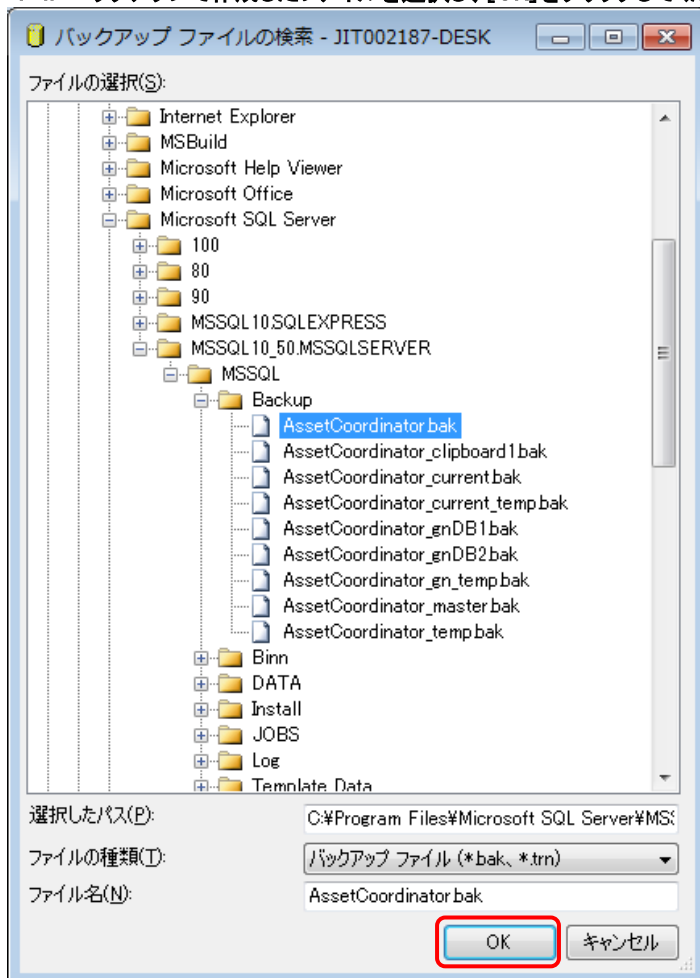 バックアップ ファイルの検索 - JIT002187-DESK
ファイルの選択(S):
Internet Explorer
MSBuild
Microsoft Help Viewer
Microsoft Office
Microsoft SQL Server
100
80
90
MSSQL10.SQLEXPRESS
MSSQL10_50.MSSQLSERVER
MSSQL
Backup
AssetCoordinator.bak
AssetCoordinator_clipboard1.bak
AssetCoordinator_current.bak
AssetCoordinator_current_temp.bak
AssetCoordinator_gnDB1.bak
AssetCoordinator_gnDB2.bak
AssetCoordinator_gn_temp.bak
AssetCoordinator_master.bak
AssetCoordinator_temp.bak
Binn
DATA
Install
JOBS
Log
Template Data
選択したパス(P): C:¥Program Files¥Microsoft SQL Server¥MS
ファイルの種類(T): バックアップ ファイル (*.bak、*.trn)
ファイル名(N): AssetCoordinator.bak
OK キャンセル